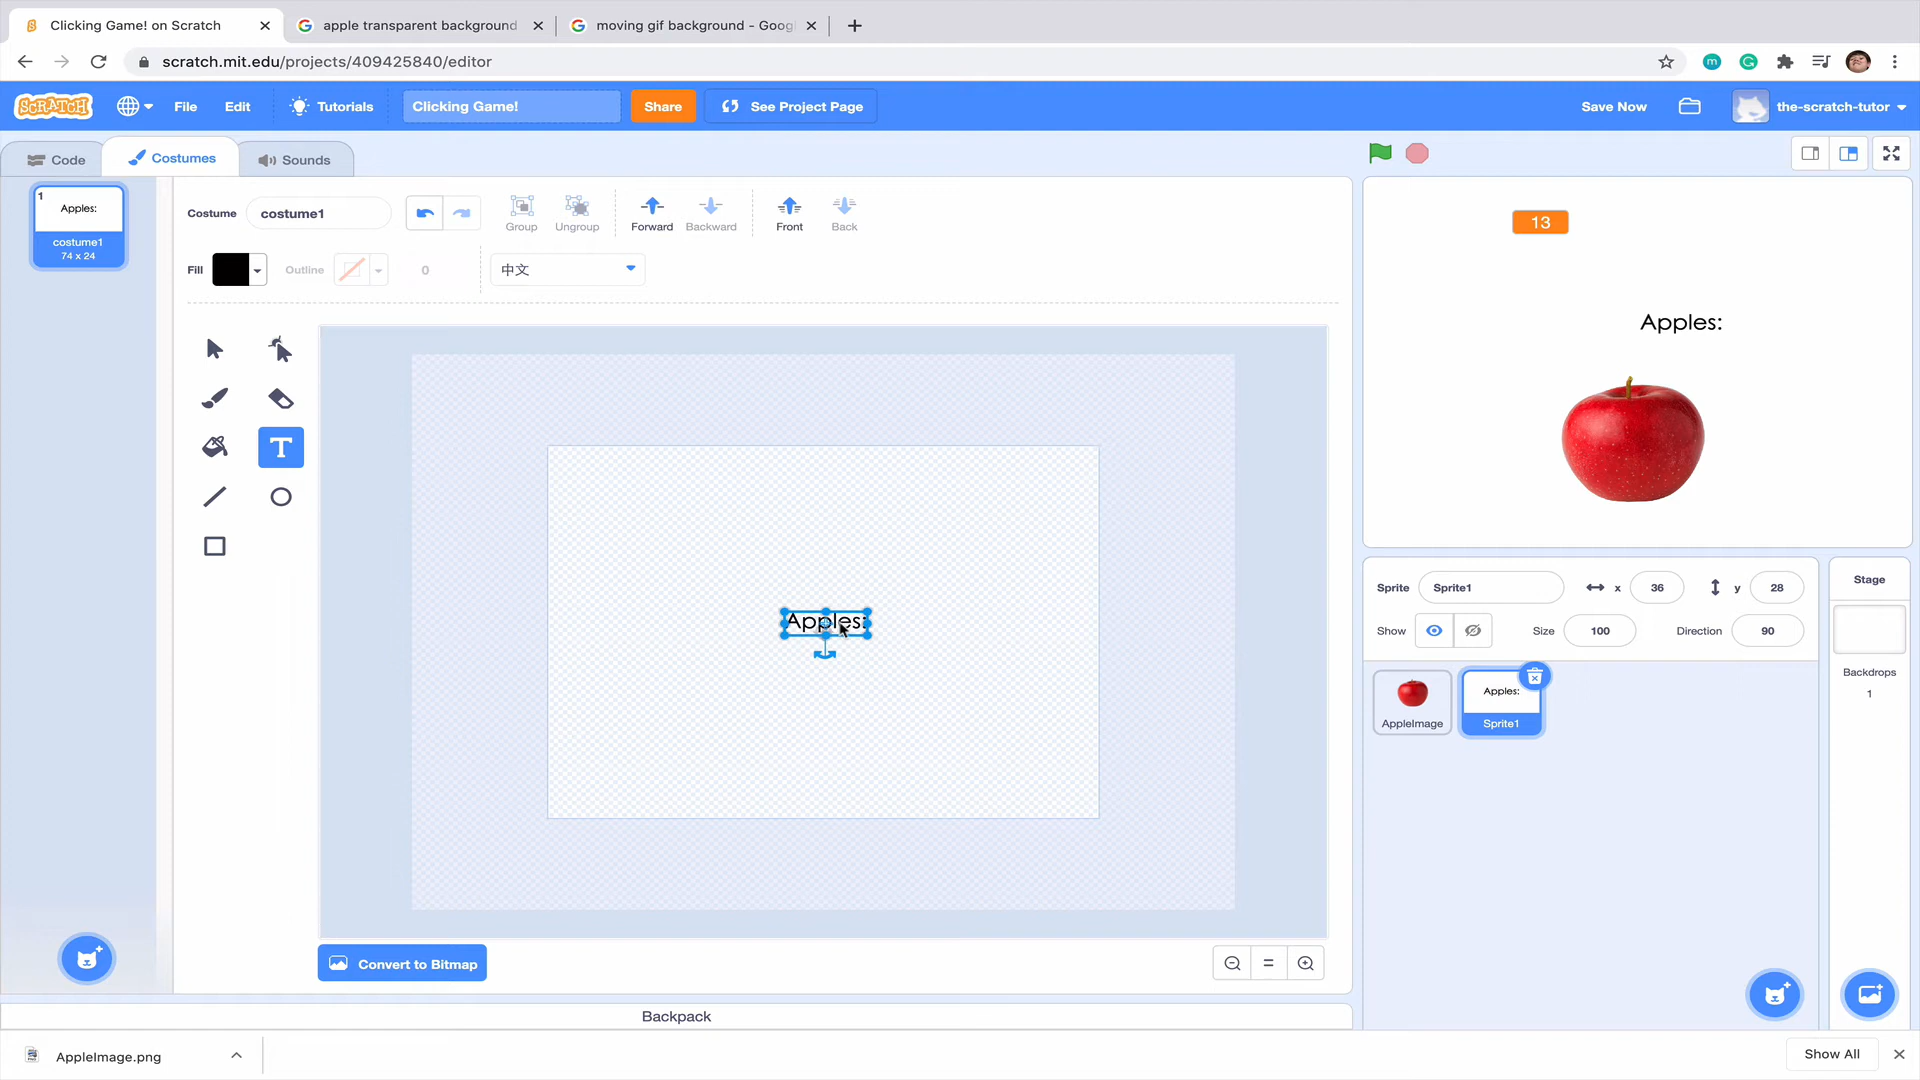 Clicking Game! on Scratch
apple transparent background
moving gif background - Goog
scratch.mit.edu/projects/409425840/editor
SCRATCH
File
Edit
Tutorials
Clicking Game!
Share
See Project Page
Save Now
the-scratch-tutor
Code
Costumes
Sounds
1
Apples:
costume1
74 x 24
Costume
costume1
Group
Ungroup
Forward
Backward
Front
Back
Fill
Outline
0
中文
T
Apples:
Convert to Bitmap
Backpack
13
Apples:
Sprite
Sprite1
x
36
y
28
Show
Size
100
Direction
90
AppleImage
Apples:
Sprite1
Stage
Backdrops
1
AppleImage.png
Show All